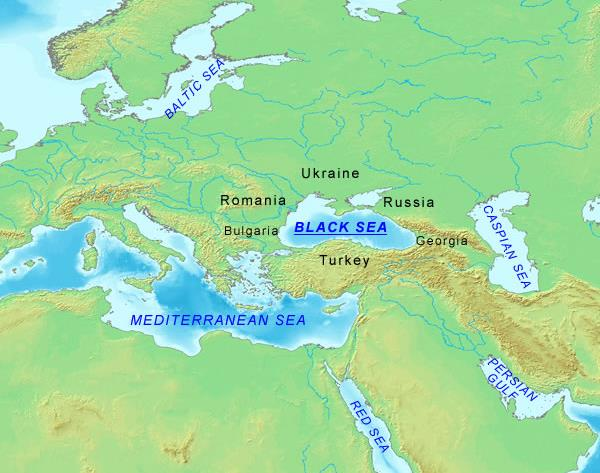 BALTIC SEA
Ukraine
Romania
Russia
CASPIAN SEA
Bulgaria
BLACK SEA
Georgia
Turkey
MEDITERRANEAN SEA
PERSIAN
GULF
RED SEA